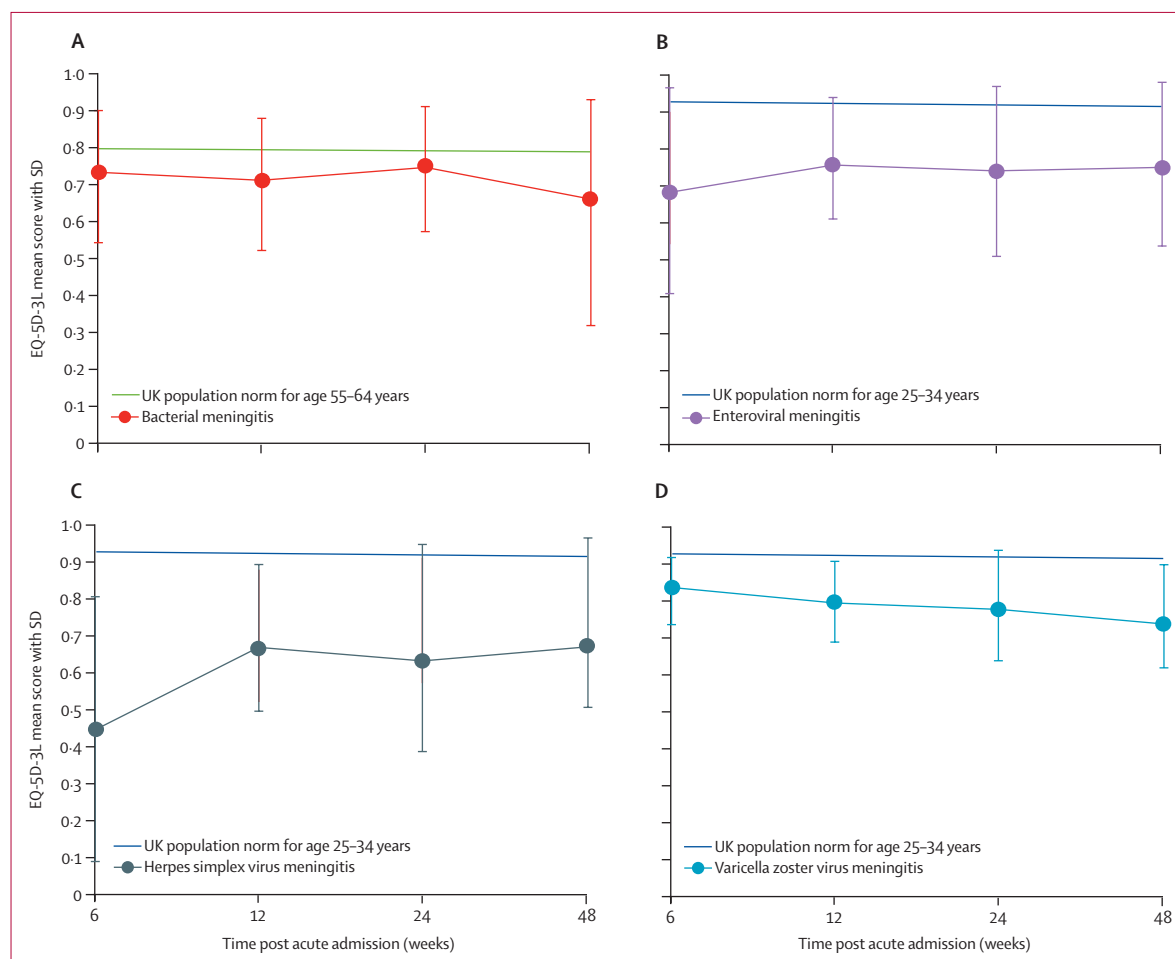 A
1·0
0·9
0·8
0·7
0·6
0·5
0·4
0·3
0·2
0·1
0
EQ-5D-3L mean score with SD
UK population norm for age 55–64 years
Bacterial meningitis
B
UK population norm for age 25–34 years
Enteroviral meningitis
C
1·0
0·9
0·8
0·7
0·6
0·5
0·4
0·3
0·2
0·1
0
EQ-5D-3L mean score with SD
UK population norm for age 25–34 years
Herpes simplex virus meningitis
6 12 24 48
Time post acute admission (weeks)
D
UK population norm for age 25–34 years
Varicella zoster virus meningitis
6 12 24 48
Time post acute admission (weeks)